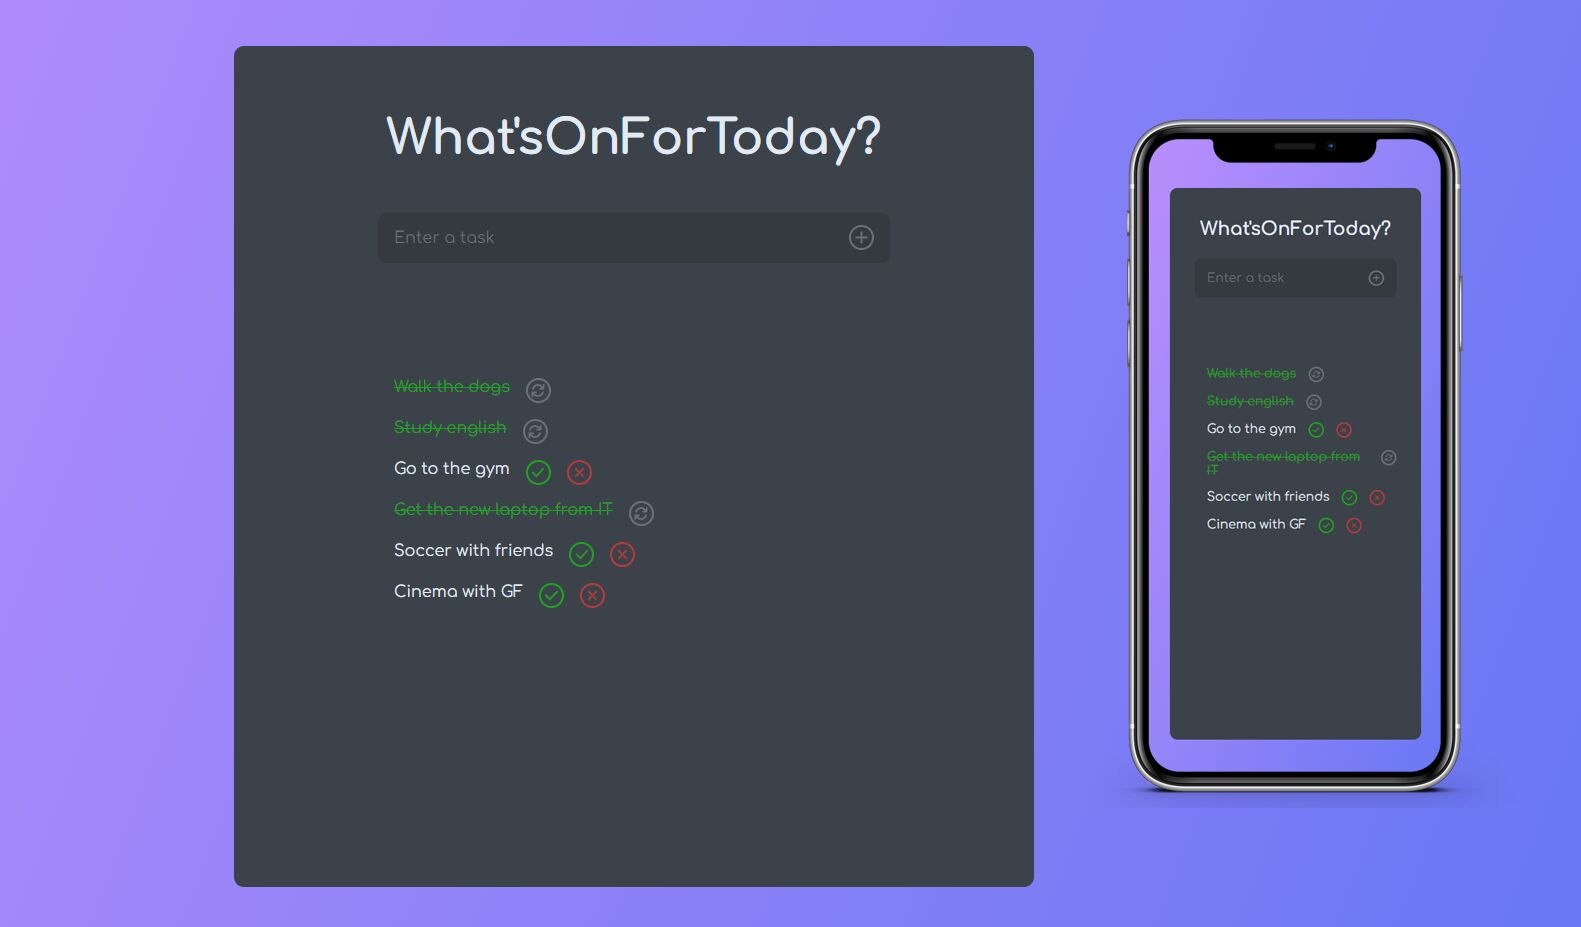 What'sOnForToday?
Enter a task
Walk the dogs
Study english
Go to the gym
Get the new laptop from IT
Soccer with friends
Cinema with GF
What'sOnForToday?
Enter a task
Walk the dogs
Study english
Go to the gym
Get the new laptop from
IT
Soccer with friends
Cinema with GF